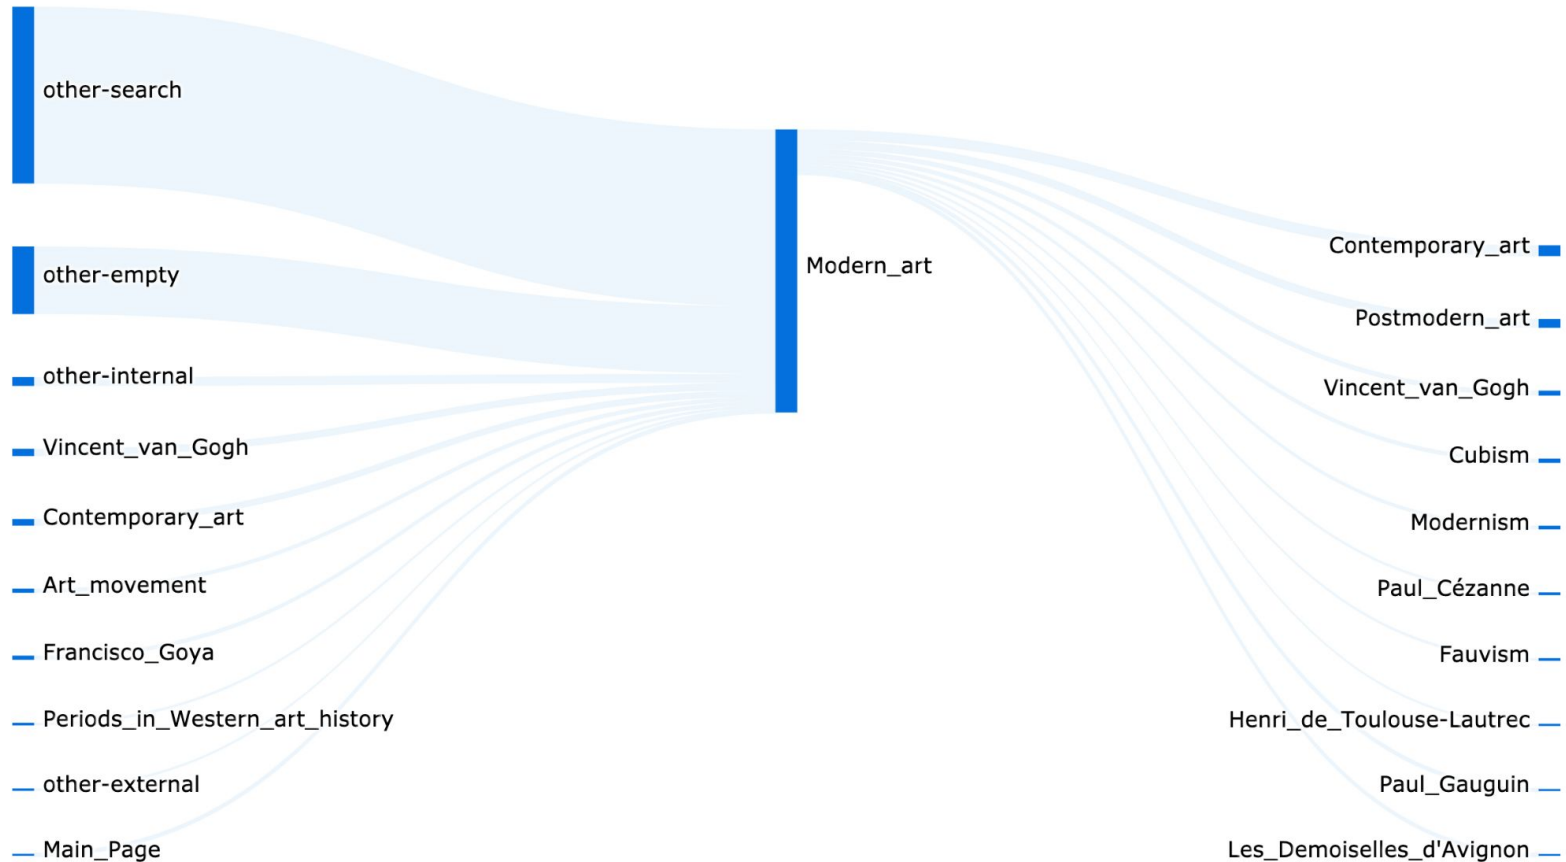 other-search
other-empty
other-internal
Vincent_van_Gogh
Contemporary_art
Art_movement
Francisco_Goya
Periods_in_Western_art_history
other-external
Main_Page
Modern_art
Contemporary_art
Postmodern_art
Vincent_van_Gogh
Cubism
Modernism
Paul_Cézanne
Fauvism
Henri_de_Toulouse-Lautrec
Paul_Gauguin
Les_Demoiselles_d'Avignon